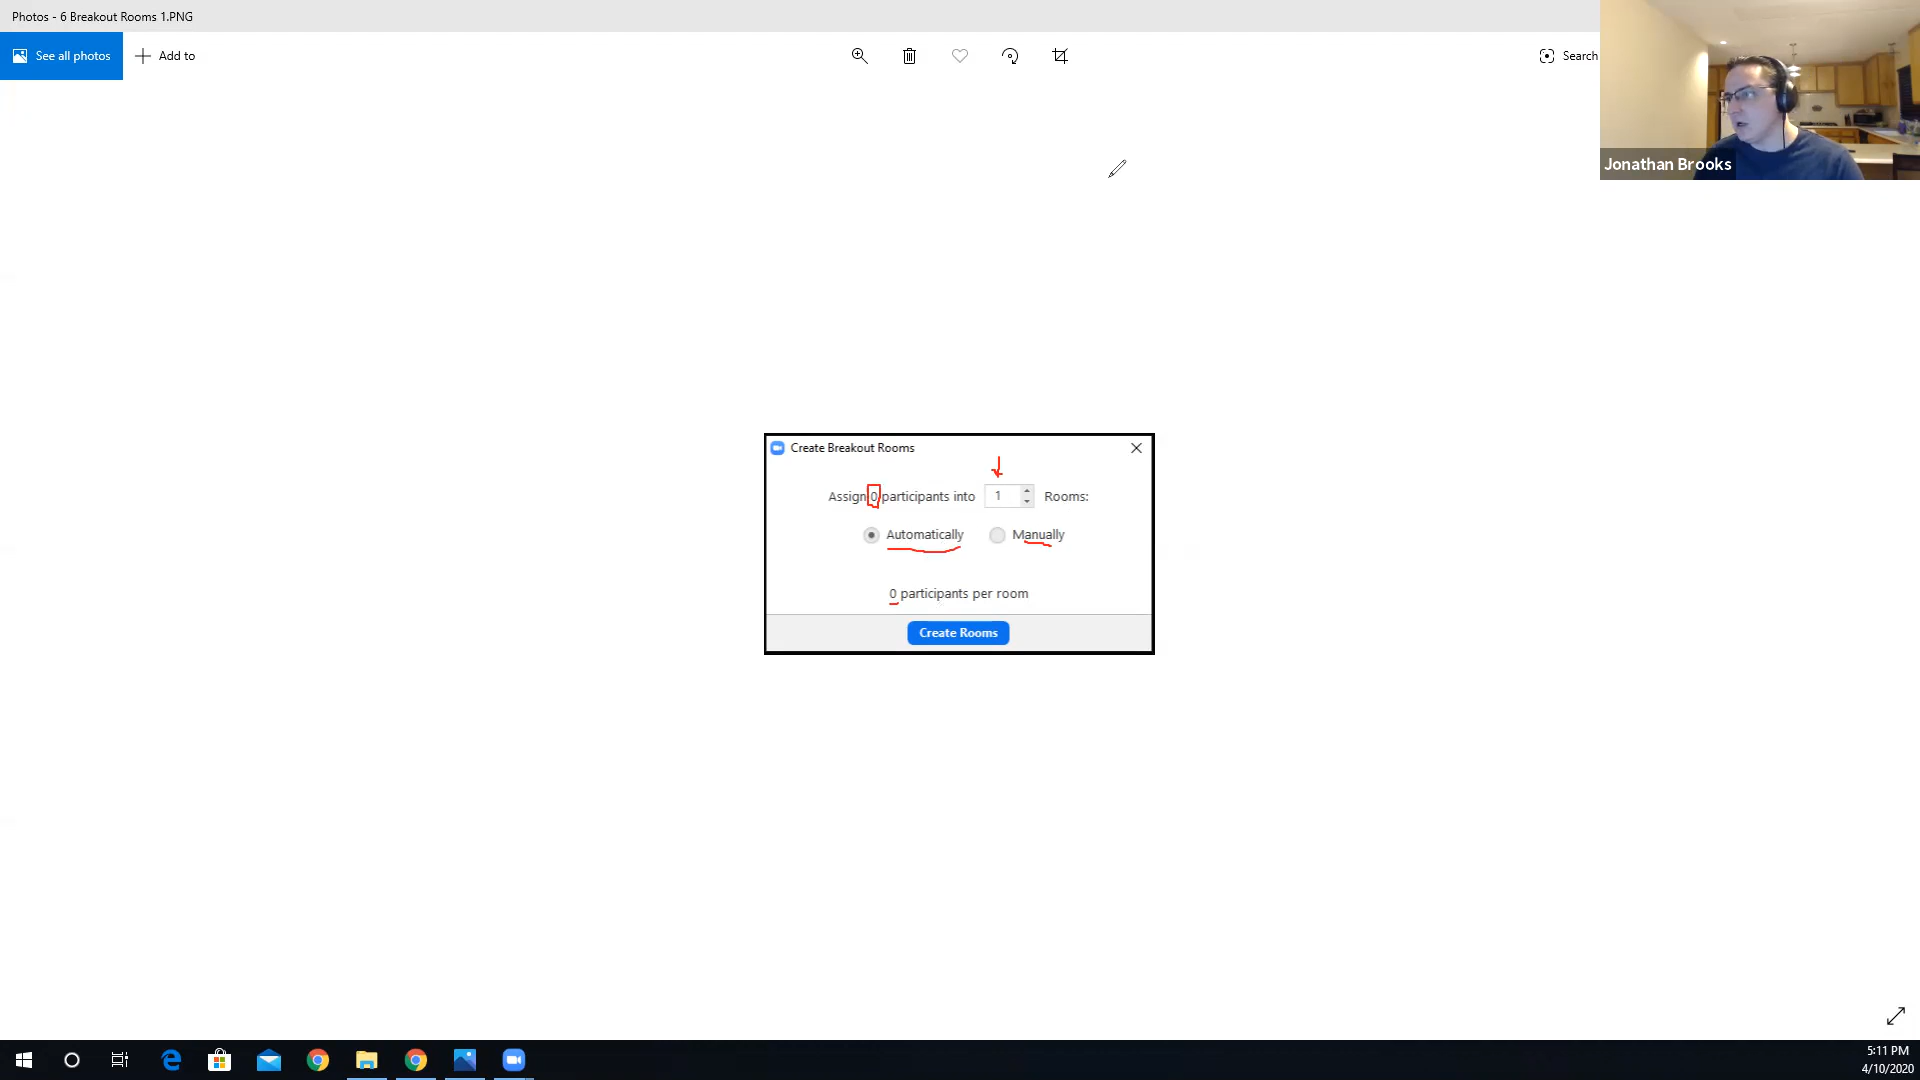 Photos - 6 Breakout Rooms 1.PNG
See all photos
Add to
Search
Jonathan Brooks
Create Breakout Rooms
Assign 0 participants into 1 Rooms:
Automatically Manually
0 participants per room
Create Rooms
5:11 PM
4/10/2020